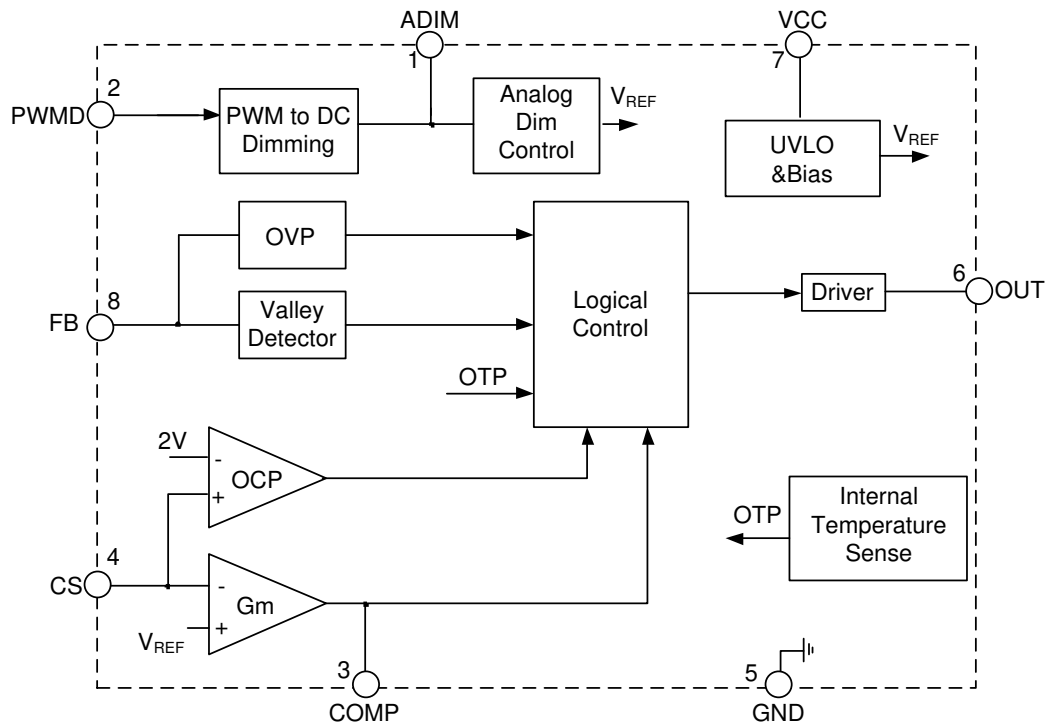 ADIM
1
VCC
7
2
PWMD
PWM to DC
Dimming
Analog
Dim
Control
VREF
UVLO
&Bias
VREF
OVP
8
FB
Valley
Detector
Logical
Control
OTP
Driver
6
OUT
2V
-
+
OCP
4
CS
-
+
Gm
VREF
3
COMP
OTP
Internal
Temperature
Sense
5
GND